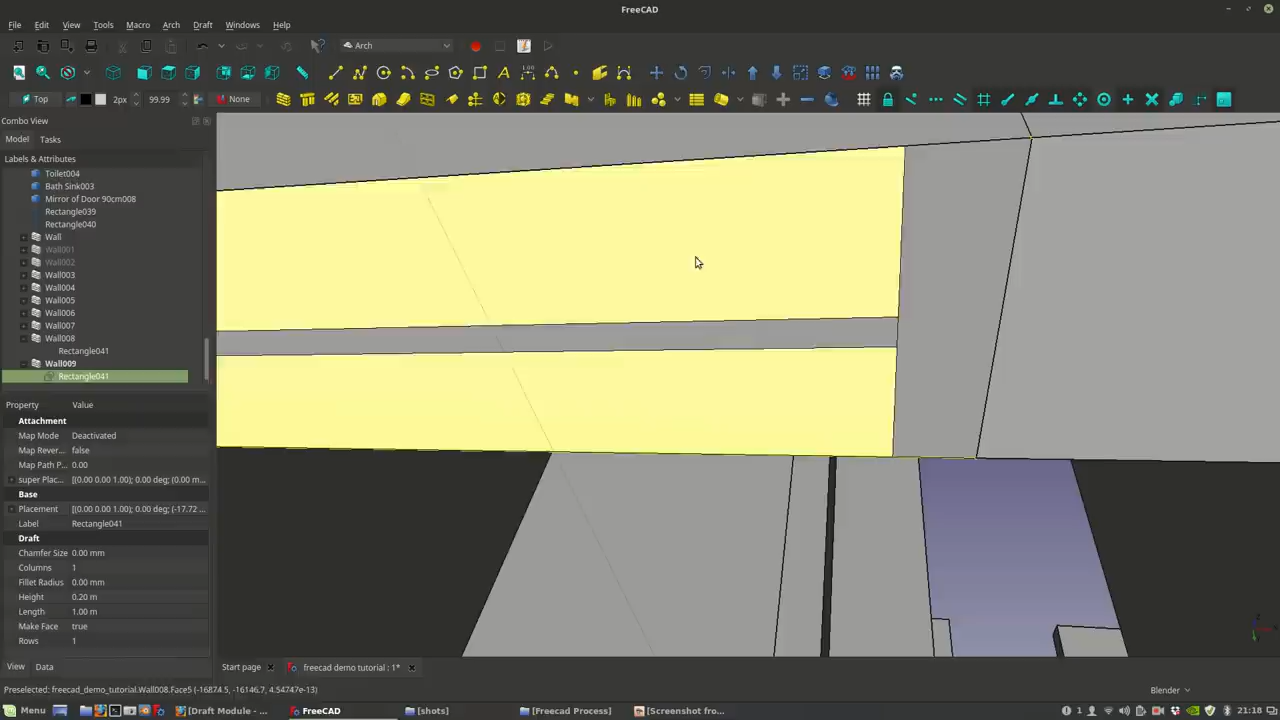 FreeCAD
File Edit View Tools Macro Arch Draft Windows Help
Arch
Top 2px 99.99 None
Combo View
Model Tasks
Labels & Attributes
Toilet004
Bath Sink003
Mirror of Door 90cm008
Rectangle039
Rectangle040
Wall
Wall001
Wall002
Wall003
Wall004
Wall005
Wall006
Wall007
Wall008
Rectangle041
Wall009
Rectangle041
Property Value
Attachment
Map Mode Deactivated
Map Rever... false
Map Path P... 0.00
super Plac... [(0.00 0.00 1.00); 0.00 deg; (0.00 m...
Base
Placement [(0.00 0.00 1.00); 0.00 deg; (-17.72 ...
Label Rectangle041
Draft
Chamfer Size 0.00 mm
Columns 1
Fillet Radius 0.00 mm
Height 0.20 m
Length 1.00 m
Make Face true
Rows 1
View Data
Start page freecad demo tutorial : 1*
Preselected: freecad_demo_tutorial.Wall008.Face5 (-16874.5, -16146.7, 4.54747e-13)
Blender
Menu [Draft Module - ... FreeCAD [shots] [Freecad Process] [Screenshot fro... 1 21:18